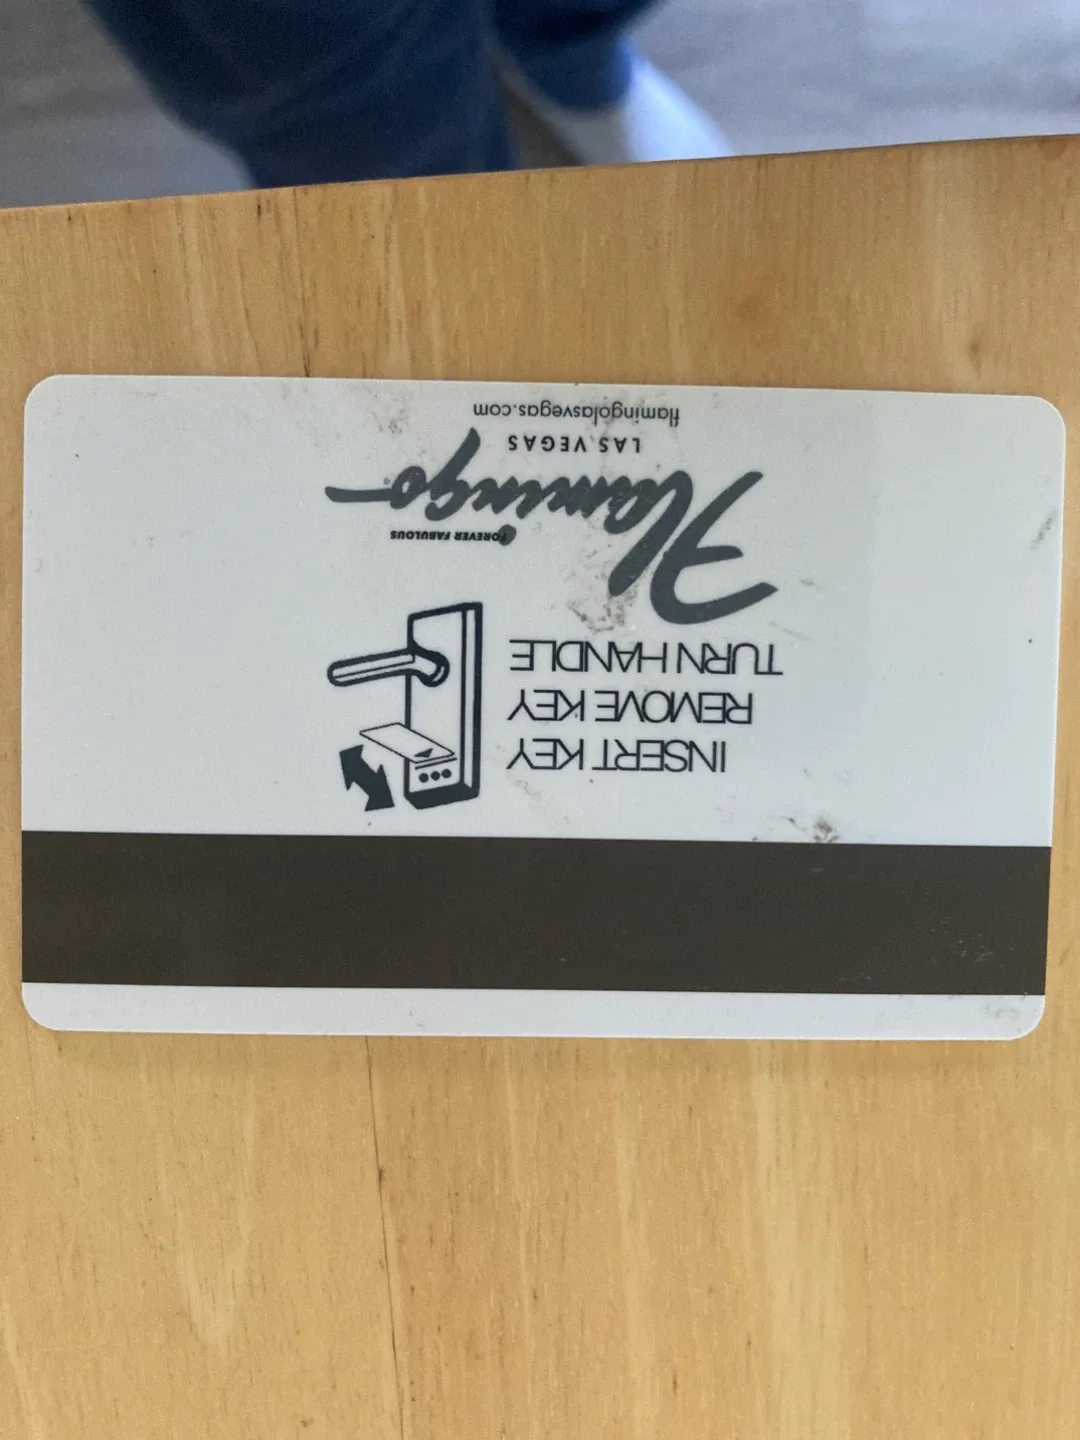 INSERT KEY
REMOVE KEY
TURN HANDLE
FOREVER FABULOUS
Flamingo
LAS VEGAS
flamingolasvegas.com